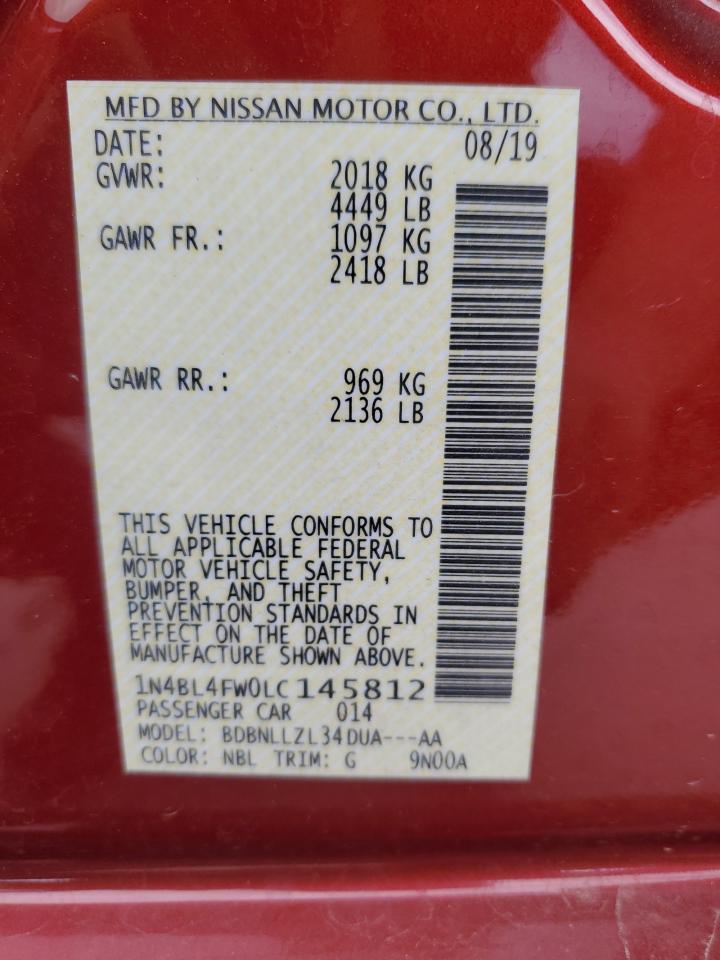 MFD BY NISSAN MOTOR CO., LTD.
DATE: 08/19
GVWR: 2018 KG
4449 LB
GAWR FR.: 1097 KG
2418 LB
GAWR RR.: 969 KG
2136 LB
THIS VEHICLE CONFORMS TO
ALL APPLICABLE FEDERAL
MOTOR VEHICLE SAFETY,
BUMPER, AND THEFT
PREVENTION STANDARDS IN
EFFECT ON THE DATE OF
MANUFACTURE SHOWN ABOVE.
1N4BL4FW0LC145812
PASSENGER CAR 014
MODEL: BDBNLLZL34DUA---AA
COLOR: NBL TRIM: G 9N00A